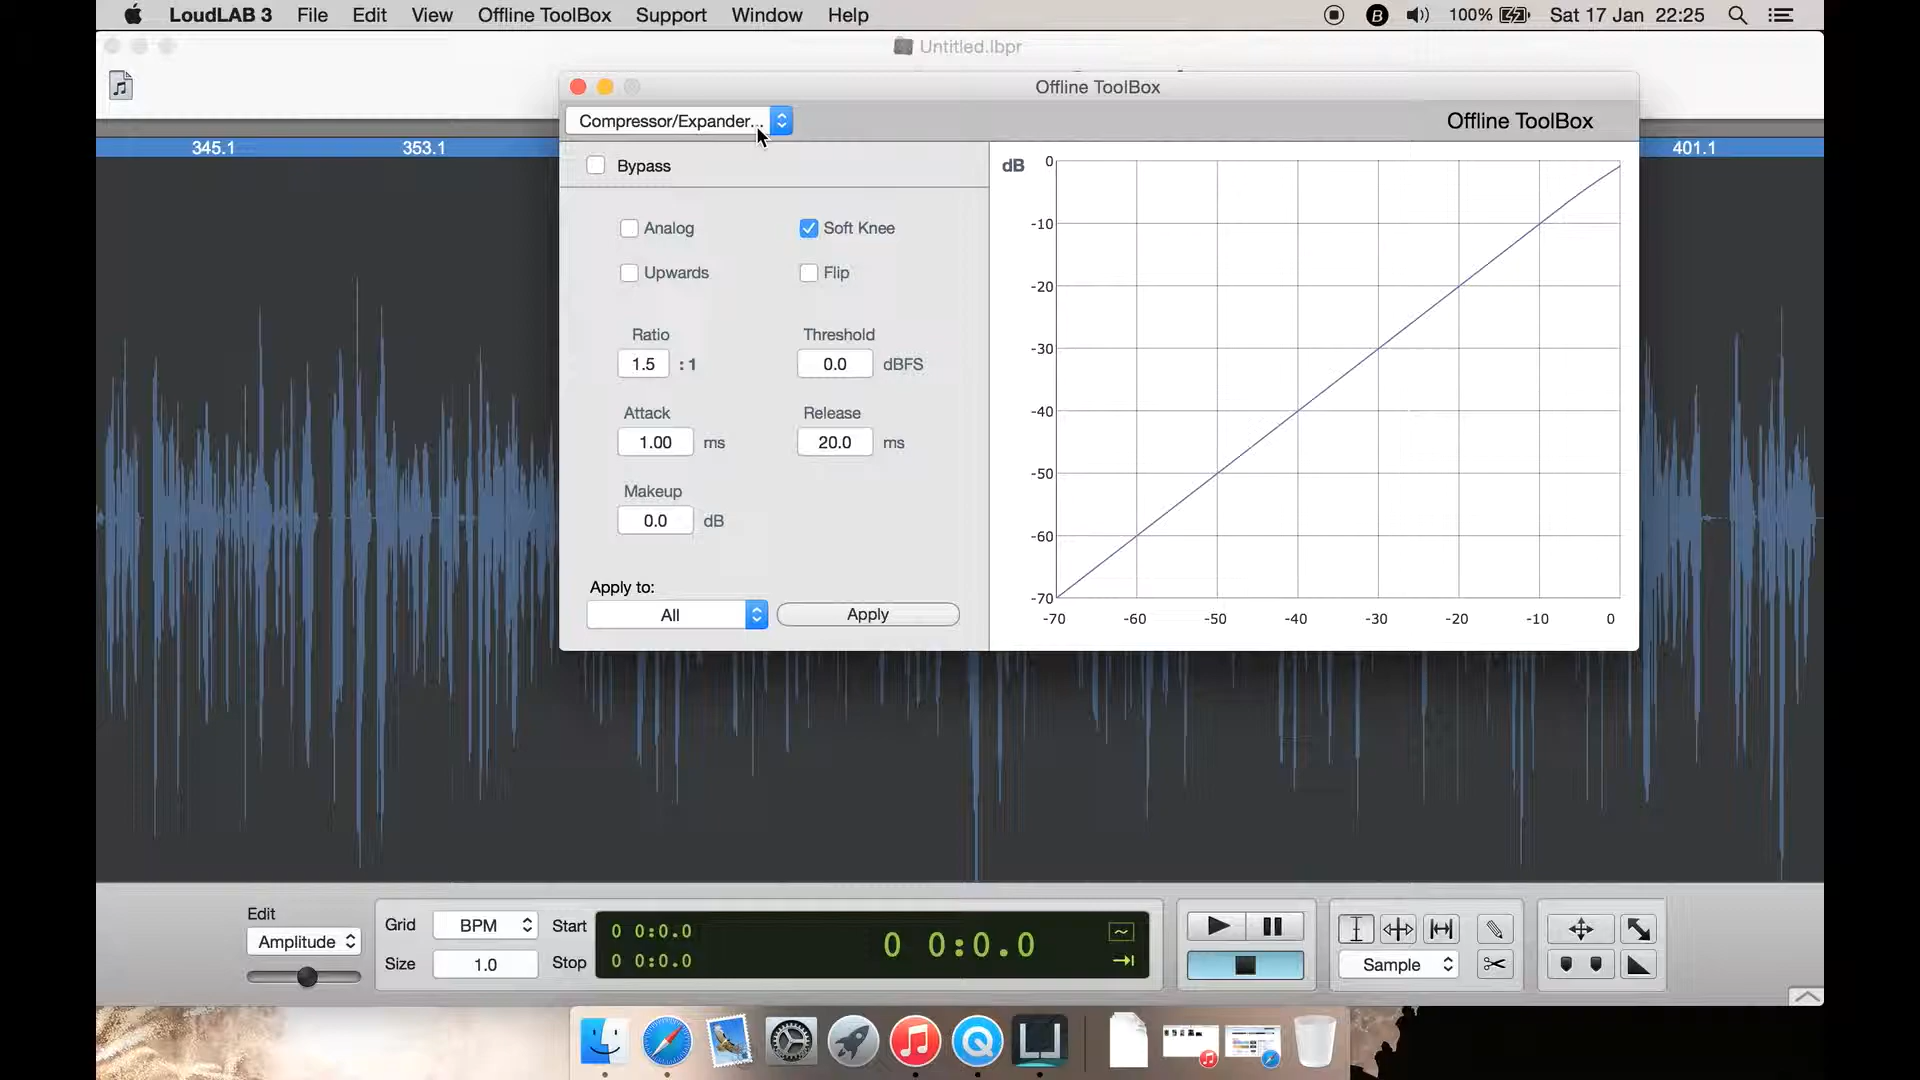 LoudLAB 3 File Edit View Offline ToolBox Support Window Help 100% Sat 17 Jan 22:25
Untitled.lbpr
Offline ToolBox
Compressor/Expander... Offline ToolBox
345.1 353.1 401.1
Bypass
Analog Soft Knee
Upwards Flip
Ratio Threshold
1.5 :1 0.0 dBFS
Attack Release
1.00 ms 20.0 ms
Makeup
0.0 dB
Apply to:
All Apply
dB 0
-10
-20
-30
-40
-50
-60
-70
-70 -60 -50 -40 -30 -20 -10 0
Edit
Amplitude
Grid BPM Start 0 0:0.0
Size 1.0 Stop 0 0:0.0
0 0:0.0
Sample